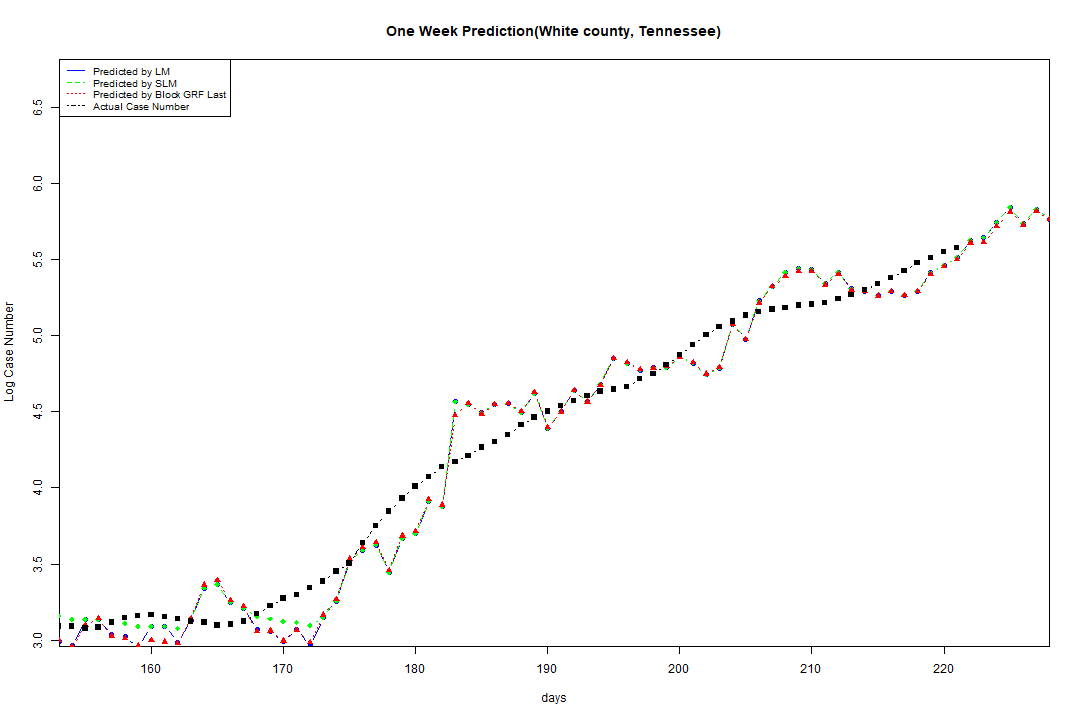 One Week Prediction(White county, Tennessee)
Predicted by LM
Predicted by SLM
Predicted by Block GRF Last
Actual Case Number
6.5
6.0
5.5
5.0
4.5
4.0
3.5
3.0
Log Case Number
160 170 180 190 200 210 220
days